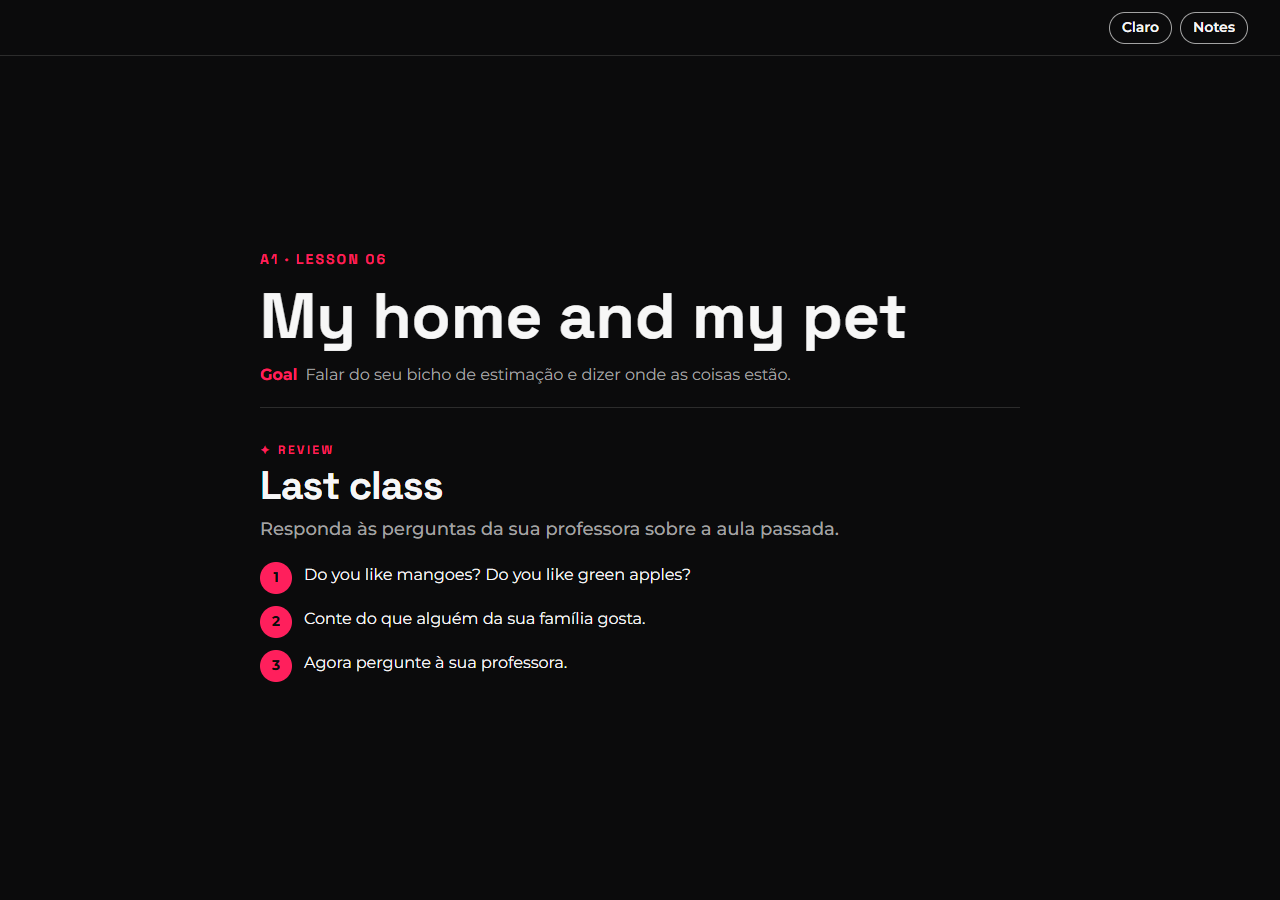 Claro
Notes
A1 · LESSON 06
My home and my pet
Goal Falar do seu bicho de estimação e dizer onde as coisas estão.
✦ REVIEW
Last class
Responda às perguntas da sua professora sobre a aula passada.
1 Do you like mangoes? Do you like green apples?
2 Conte do que alguém da sua família gosta.
3 Agora pergunte à sua professora.